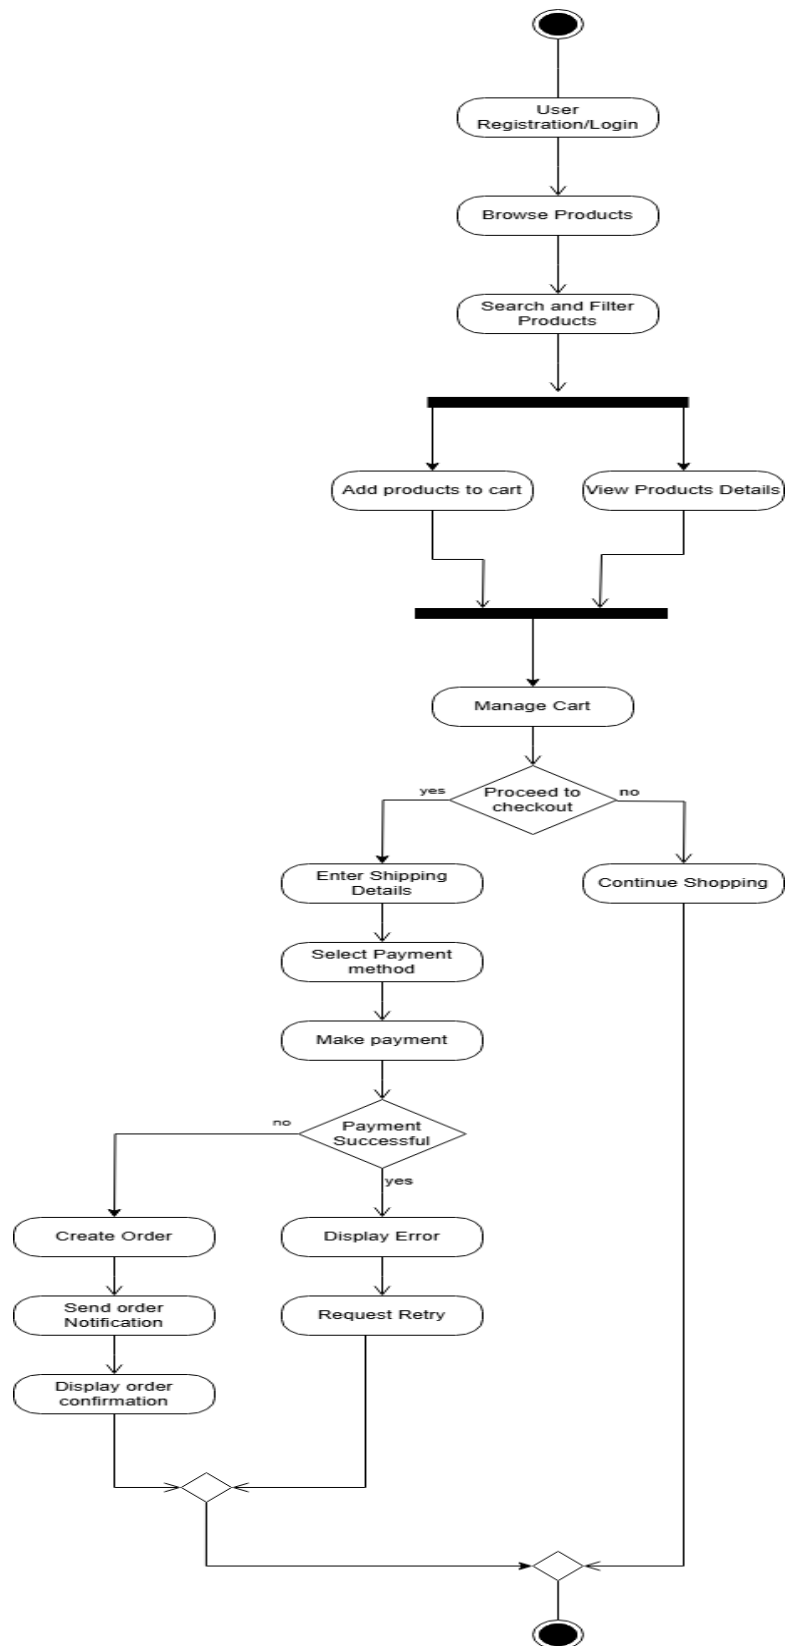 User
Registration/Login
Browse Products
Search and Filter
Products
Add products to cart
View Products Details
Manage Cart
yes
Proceed to
checkout
no
Enter Shipping
Details
Continue Shopping
Select Payment
method
Make payment
no
Payment
Successful
yes
Create Order
Display Error
Send order
Notification
Request Retry
Display order
confirmation